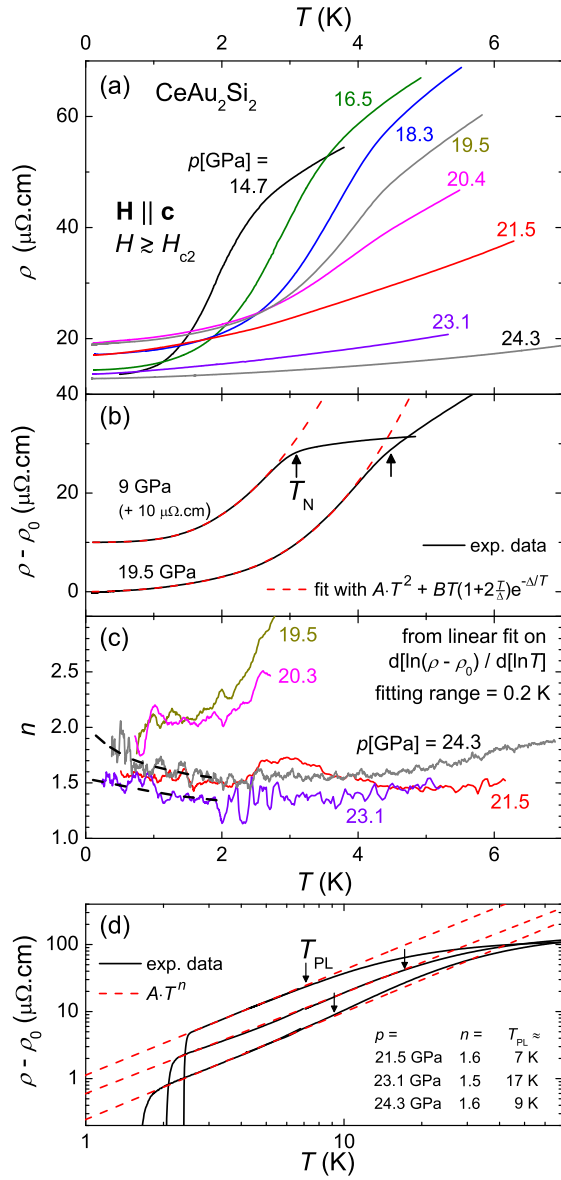 T (K)
0 2 4 6
(a)
CeAu2Si2
16.5
18.3
19.5
p[GPa] =
14.7
20.4
H || c
H ≳ Hc2
21.5
23.1
24.3
ρ (μΩ.cm)
60
40
20
40
(b)
9 GPa
(+ 10 μΩ.cm)
TN
19.5 GPa
exp. data
fit with A·T² + BT(1+2T/Δ)e^-Δ/T
ρ - ρ0 (μΩ.cm)
20
0
(c)
19.5
20.3
from linear fit on
d[ln(ρ - ρ0) / d[lnT]
fitting range = 0.2 K
p[GPa] = 24.3
21.5
23.1
n
2.5
2.0
1.5
1.0
0 2 4 6
T (K)
(d)
exp. data
A·Tⁿ
TPL
p = n = TPL ≈
21.5 GPa 1.6 7 K
23.1 GPa 1.5 17 K
24.3 GPa 1.6 9 K
ρ - ρ0 (μΩ.cm)
100
10
1
1 10
T (K)